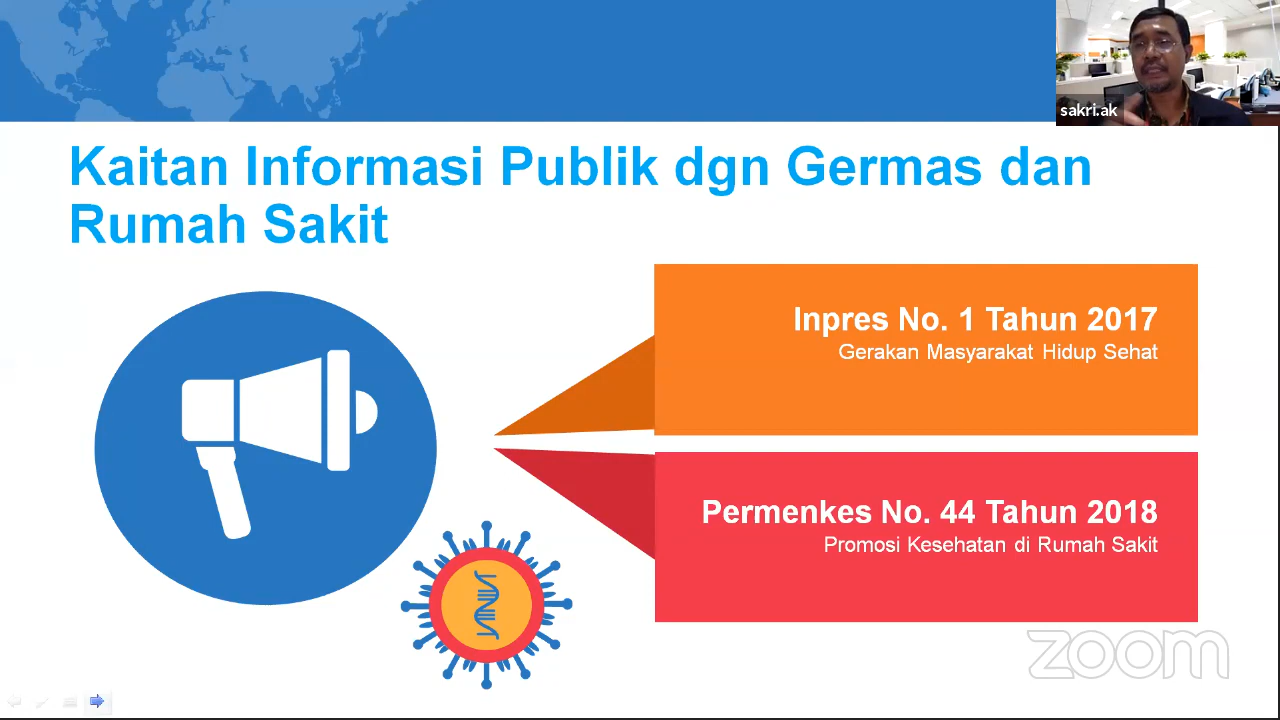 sakri.ak
Kaitan Informasi Publik dgn Germas dan
Rumah Sakit
Inpres No. 1 Tahun 2017
Gerakan Masyarakat Hidup Sehat
Permenkes No. 44 Tahun 2018
Promosi Kesehatan di Rumah Sakit
zoom